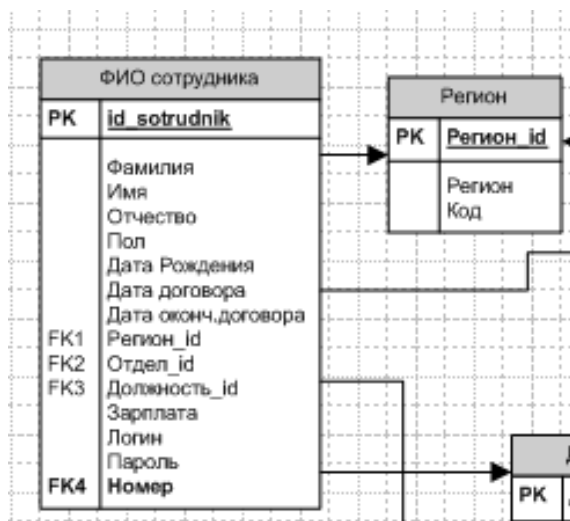 ФИО сотрудника
PK id_sotrudnik
Фамилия
Имя
Отчество
Пол
Дата Рождения
Дата договора
Дата оконч.договора
FK1 Регион_id
FK2 Отдел_id
FK3 Должность_id
Зарплата
Логин
Пароль
FK4 Номер
Регион
PK Регион_id
Регион
Код
PK